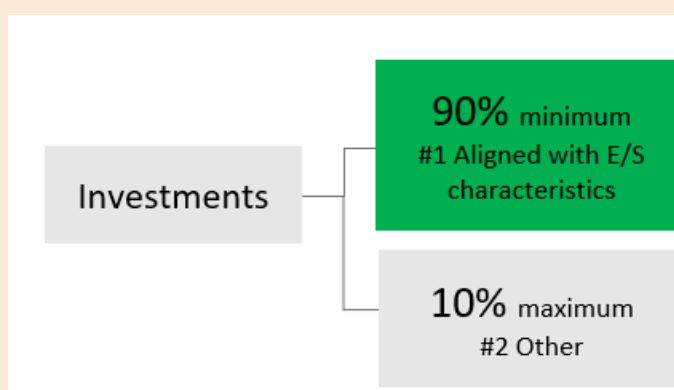 Investments
90% minimum
#1 Aligned with E/S
characteristics
10% maximum
#2 Other